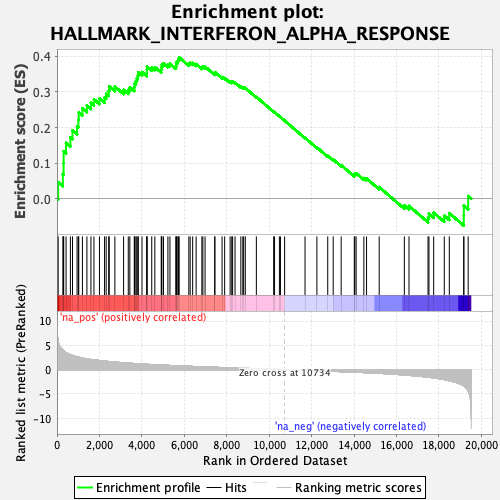 Enrichment plot:
HALLMARK_INTERFERON_ALPHA_RESPONSE
Enrichment score (ES)
0.4
0.3
0.2
0.1
0.0
'na_pos' (positively correlated)
Ranked list metric (PreRanked)
10
5
0
-5
-10
Zero cross at 10734
'na_neg' (negatively correlated)
0
2,000
4,000
6,000
8,000
10,000
12,000
14,000
16,000
18,000
20,000
Rank in Ordered Dataset
Enrichment profile
Hits
Ranking metric scores